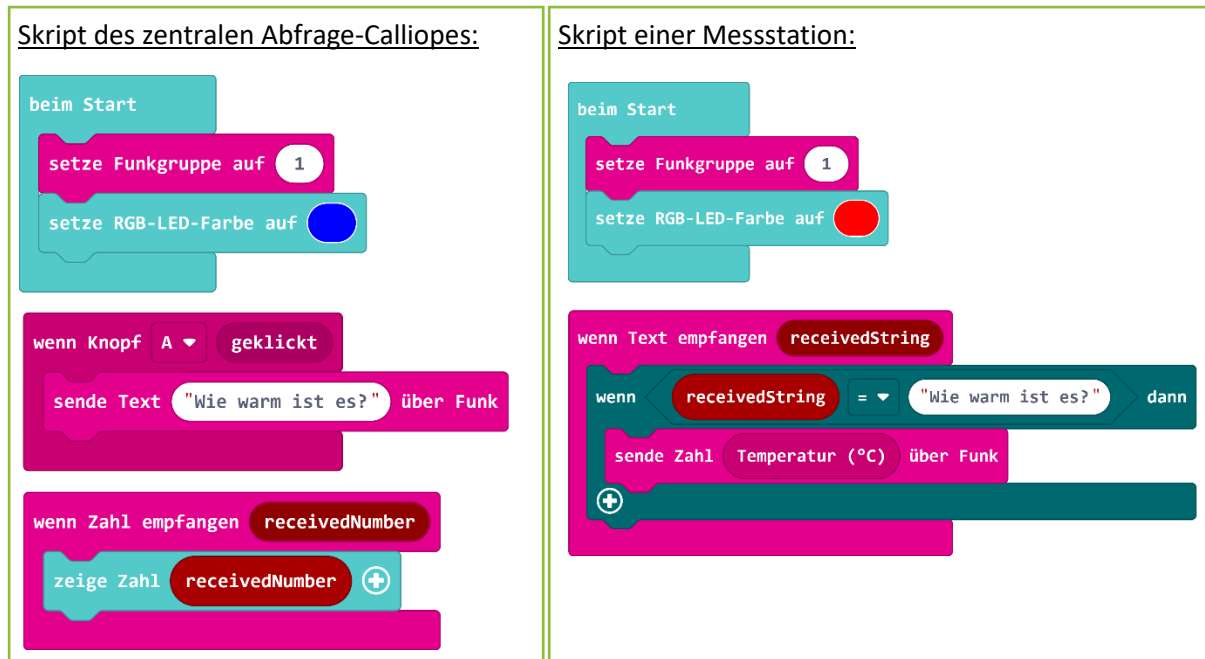 Skript des zentralen Abfrage-Calliopes:
beim Start
setze Funkgruppe auf 1
setze RGB-LED-Farbe auf
wenn Knopf A geklickt
sende Text "Wie warm ist es?" über Funk
wenn Zahl empfangen receivedNumber
zeige Zahl receivedNumber
Skript einer Messstation:
beim Start
setze Funkgruppe auf 1
setze RGB-LED-Farbe auf
wenn Text empfangen receivedString
wenn receivedString = "Wie warm ist es?" dann
sende Zahl Temperatur (°C) über Funk